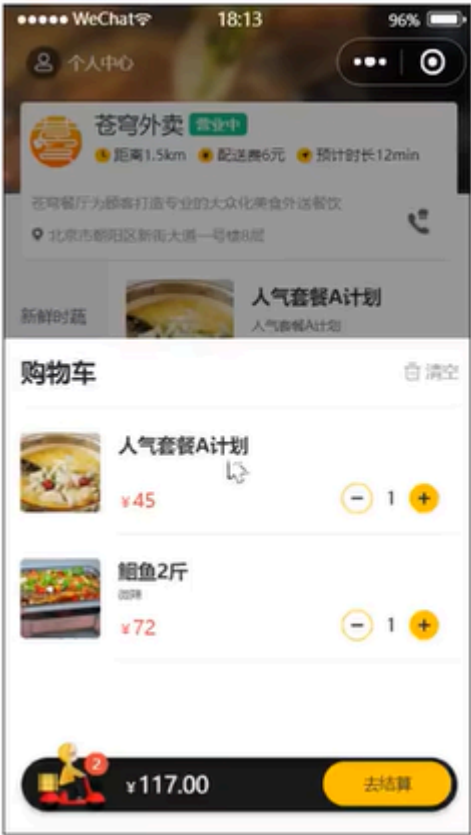 WeChat 18:13 96%
个人中心
苍穹外卖 营业中
距离1.5km 配送费6元 预计时长12min
苍穹餐厅为顾客打造专业的大众化美食外送餐饮
北京市朝阳区新街大道一号楼8层
新鲜时蔬
人气套餐A计划
人气套餐A计划
购物车
清空
人气套餐A计划
¥45
1
鮰鱼2斤
微辣
¥72
1
2
¥117.00
去结算